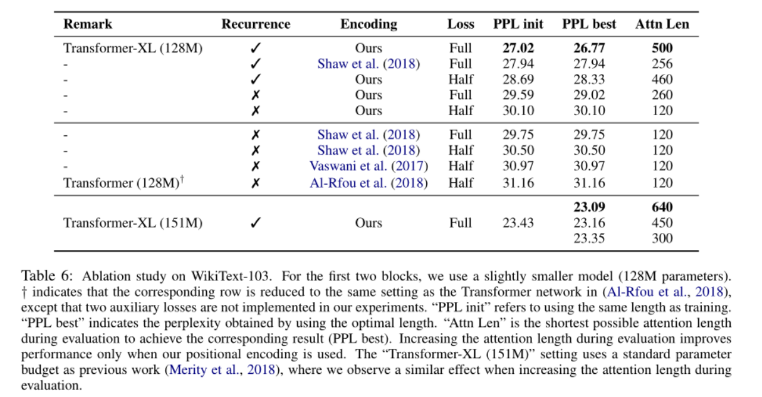 Remark Recurrence Encoding Loss PPL init PPL best Attn Len
Transformer-XL (128M) ✓ Ours Full 27.02 26.77 500
- ✓ Shaw et al. (2018) Full 27.94 27.94 256
- ✓ Ours Half 28.69 28.33 460
- ✗ Ours Full 29.59 29.02 260
- ✗ Ours Half 30.10 30.10 120
- ✗ Shaw et al. (2018) Full 29.75 29.75 120
- ✗ Shaw et al. (2018) Half 30.50 30.50 120
- ✗ Vaswani et al. (2017) Half 30.97 30.97 120
Transformer (128M)† ✗ Al-Rfou et al. (2018) Half 31.16 31.16 120
23.09 640
Transformer-XL (151M) ✓ Ours Full 23.43 23.16 450
23.35 300
Table 6: Ablation study on WikiText-103. For the first two blocks, we use a slightly smaller model (128M parameters).
† indicates that the corresponding row is reduced to the same setting as the Transformer network in (Al-Rfou et al., 2018),
except that two auxiliary losses are not implemented in our experiments. “PPL init” refers to using the same length as training.
“PPL best” indicates the perplexity obtained by using the optimal length. “Attn Len” is the shortest possible attention length
during evaluation to achieve the corresponding result (PPL best). Increasing the attention length during evaluation improves
performance only when our positional encoding is used. The “Transformer-XL (151M)” setting uses a standard parameter
budget as previous work (Merity et al., 2018), where we observe a similar effect when increasing the attention length during
evaluation.